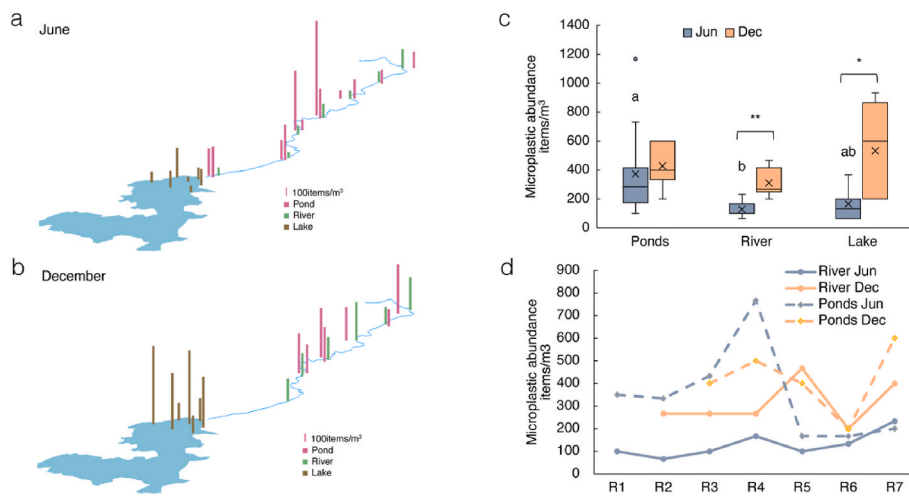 a
June
100items/m³
Pond
River
Lake
b
December
100items/m³
Pond
River
Lake
c
Microplastic abundance
items/m³
1400
1200
1000
800
600
400
200
0
Jun
Dec
a
b
**
ab
*
Ponds
River
Lake
d
Microplastic abundance
items/m3
900
800
700
600
500
400
300
200
100
0
River Jun
River Dec
Ponds Jun
Ponds Dec
R1 R2 R3 R4 R5 R6 R7